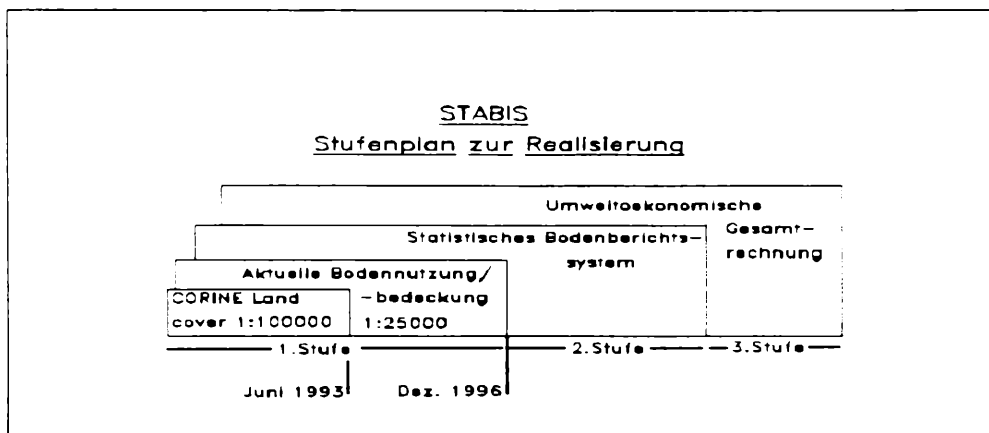 STABIS
Stufenplan zur Realisierung
Umweltoekonomische
Gesamt-
rechnung
Statistisches Bodenberichts-
system
Aktuelle Bodennutzung/
-bedeckung
1:25000
CORINE Land
cover 1:100000
1.Stufe
2.Stufe
3.Stufe
Juni 1993
Dez. 1996